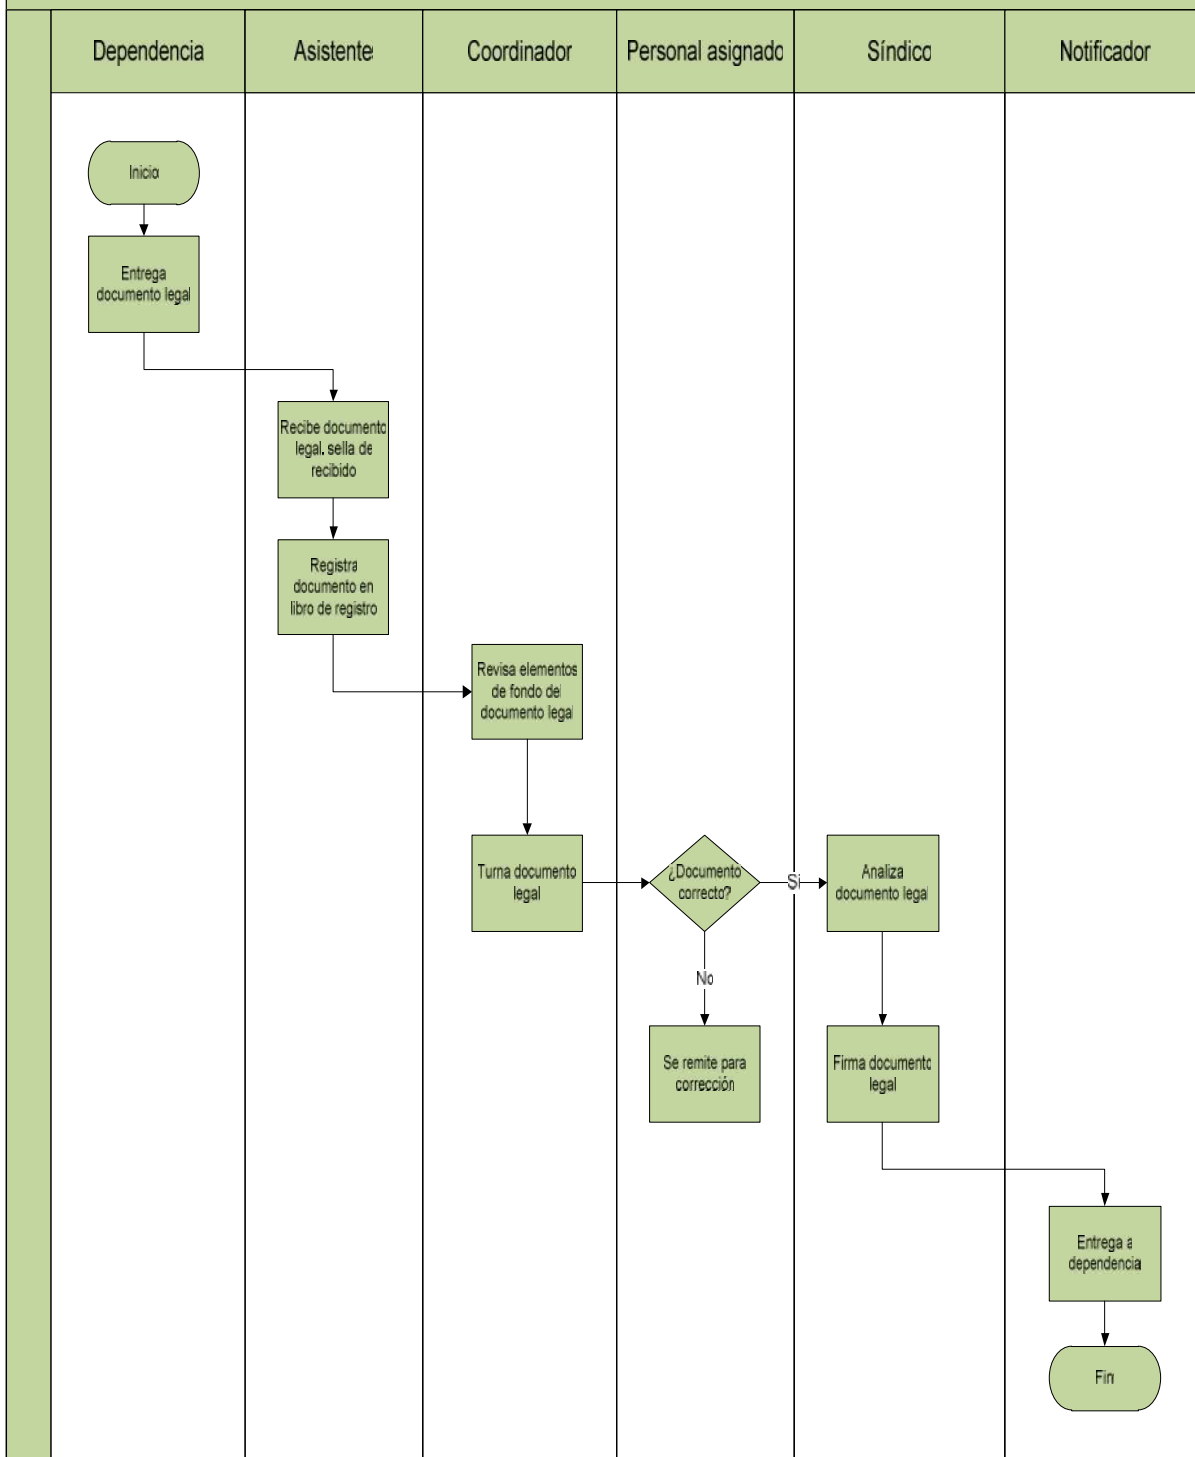 Dependencia
Asistente
Coordinador
Personal asignado
Síndico
Notificador
Inicio
Entrega
documento legal
Recibe documento
legal, sella de
recibido
Registra
documento en
libro de registro
Revisa elementos
de fondo del
documento legal
Turna documento
legal
¿Documento
correcto?
Si
Analiza
documento legal
No
Se remite para
corrección
Firma documento
legal
Entrega a
dependencia
Fin